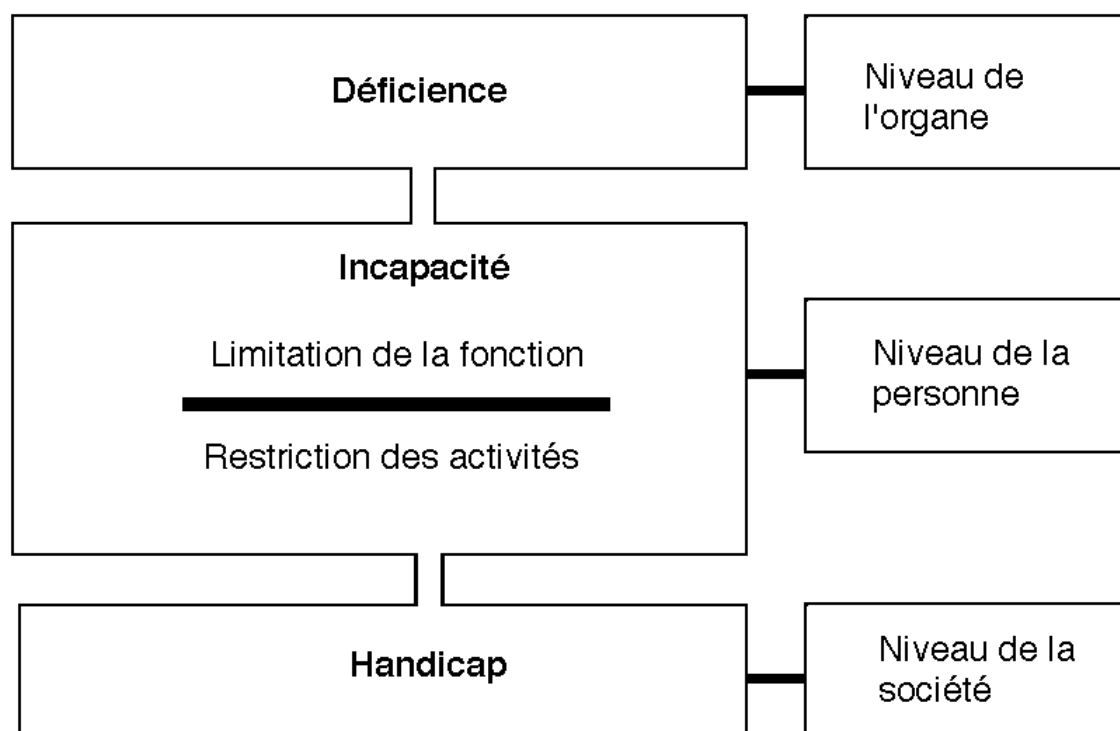 Déficience
Niveau de
l'organe
Incapacité
Limitation de la fonction
Restriction des activités
Niveau de la
personne
Handicap
Niveau de la
société